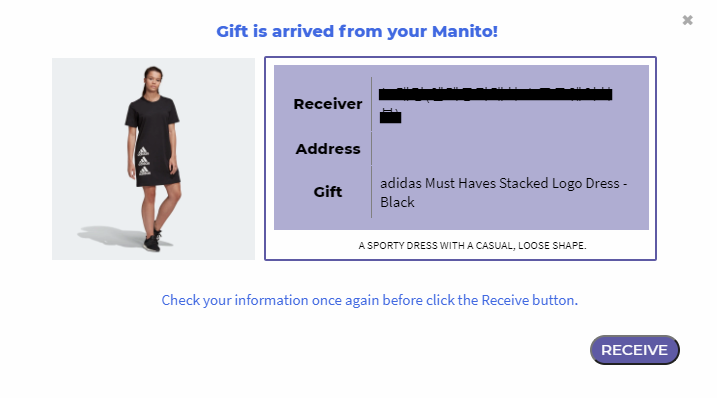 Gift is arrived from your Manito!
✖
Receiver
Address
Gift
adidas Must Haves Stacked Logo Dress -
Black
A SPORTY DRESS WITH A CASUAL, LOOSE SHAPE.
Check your information once again before click the Receive button.
RECEIVE